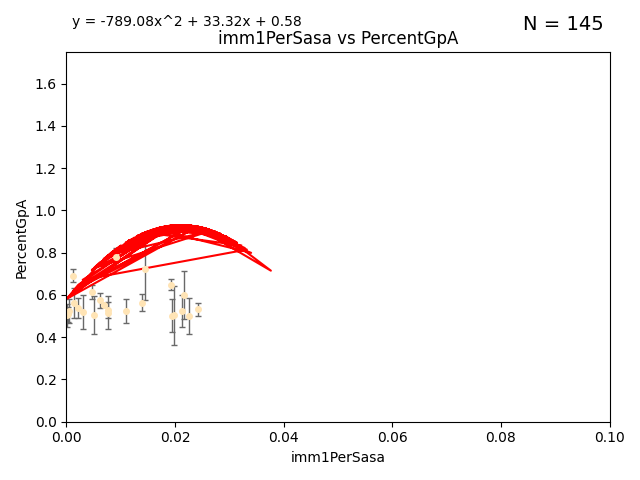 y = -789.08x^2 + 33.32x + 0.58
N = 145
imm1PerSasa vs PercentGpA
PercentGpA
1.6
1.4
1.2
1.0
0.8
0.6
0.4
0.2
0.0
0.00 0.02 0.04 0.06 0.08 0.10
imm1PerSasa